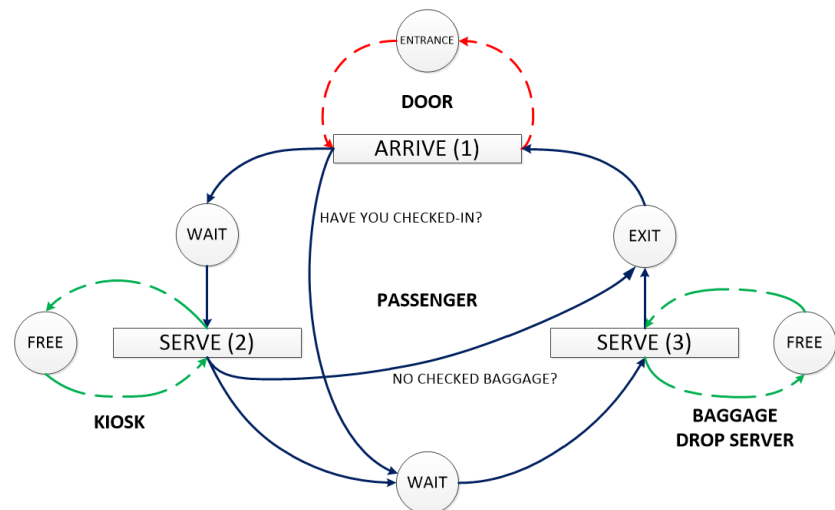 ENTRANCE
DOOR
ARRIVE (1)
HAVE YOU CHECKED-IN?
WAIT
EXIT
PASSENGER
FREE
SERVE (2)
SERVE (3)
FREE
NO CHECKED BAGGAGE?
KIOSK
BAGGAGE
DROP SERVER
WAIT